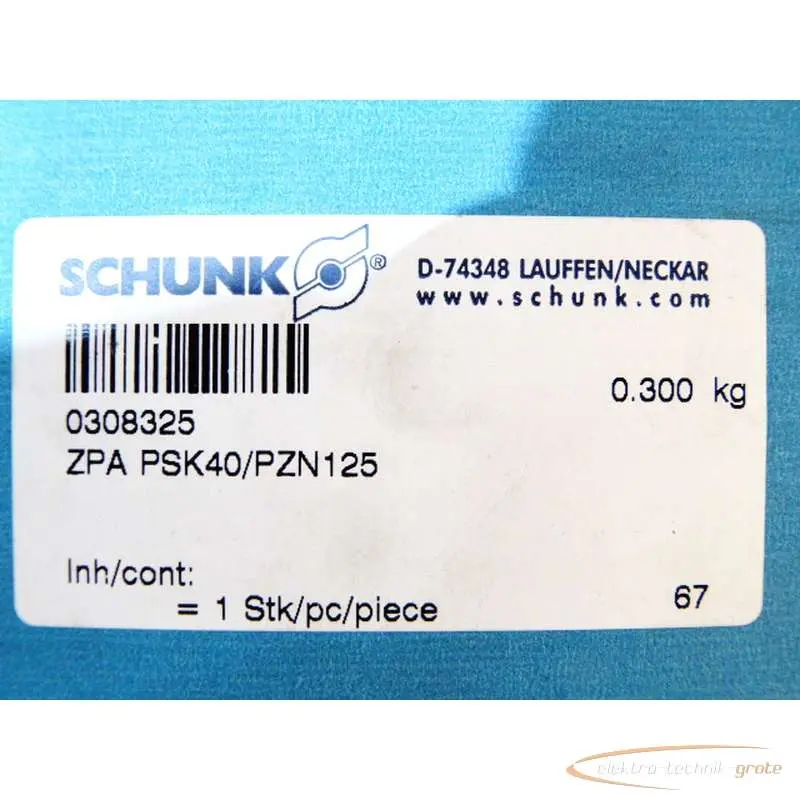 SCHUNK ®
D-74348 LAUFFEN/NECKAR
www.schunk.com
0308325
0.300 kg
ZPA PSK40/PZN125
Inh/cont:
= 1 Stk/pc/piece
67
elektro-technik-grote